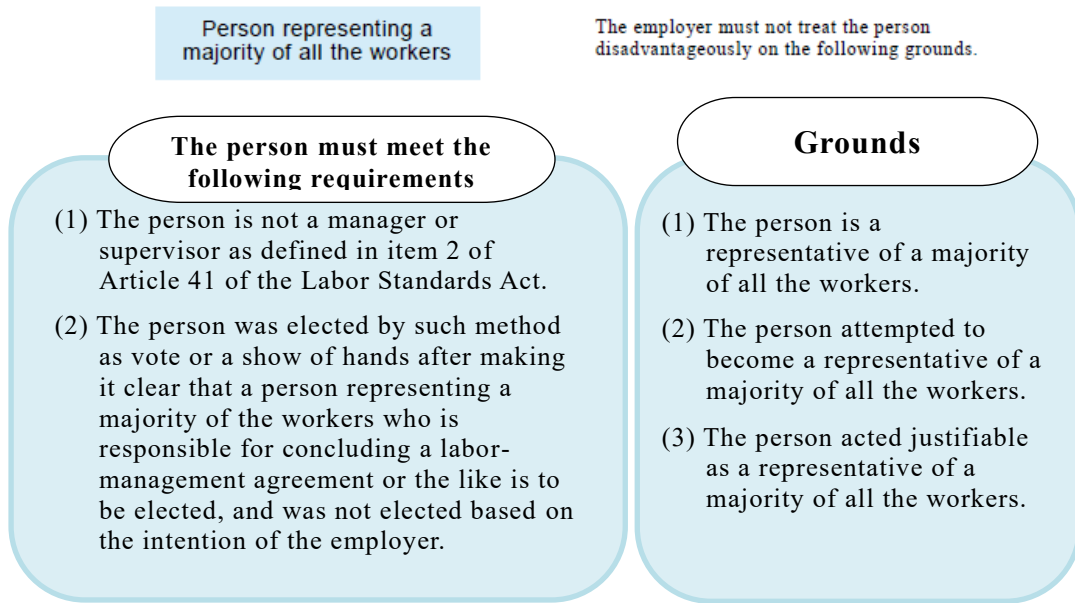 Person representing a
majority of all the workers
The employer must not treat the person
disadvantageously on the following grounds.
The person must meet the
following requirements
(1) The person is not a manager or
supervisor as defined in item 2 of
Article 41 of the Labor Standards Act.
(2) The person was elected by such method
as vote or a show of hands after making
it clear that a person representing a
majority of the workers who is
responsible for concluding a labor-
management agreement or the like is to
be elected, and was not elected based on
the intention of the employer.
Grounds
(1) The person is a
representative of a majority
of all the workers.
(2) The person attempted to
become a representative of a
majority of all the workers.
(3) The person acted justifiable
as a representative of a
majority of all the workers.